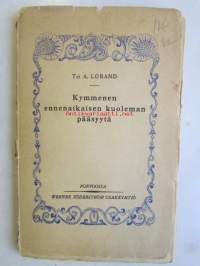 Tri A. LORAND
Kymmenen
ennenaikaisen kuoleman
pääsyytä
PORVOOSSA
WERNER SÖDERSTRÖM OSAKEYHTIÖ